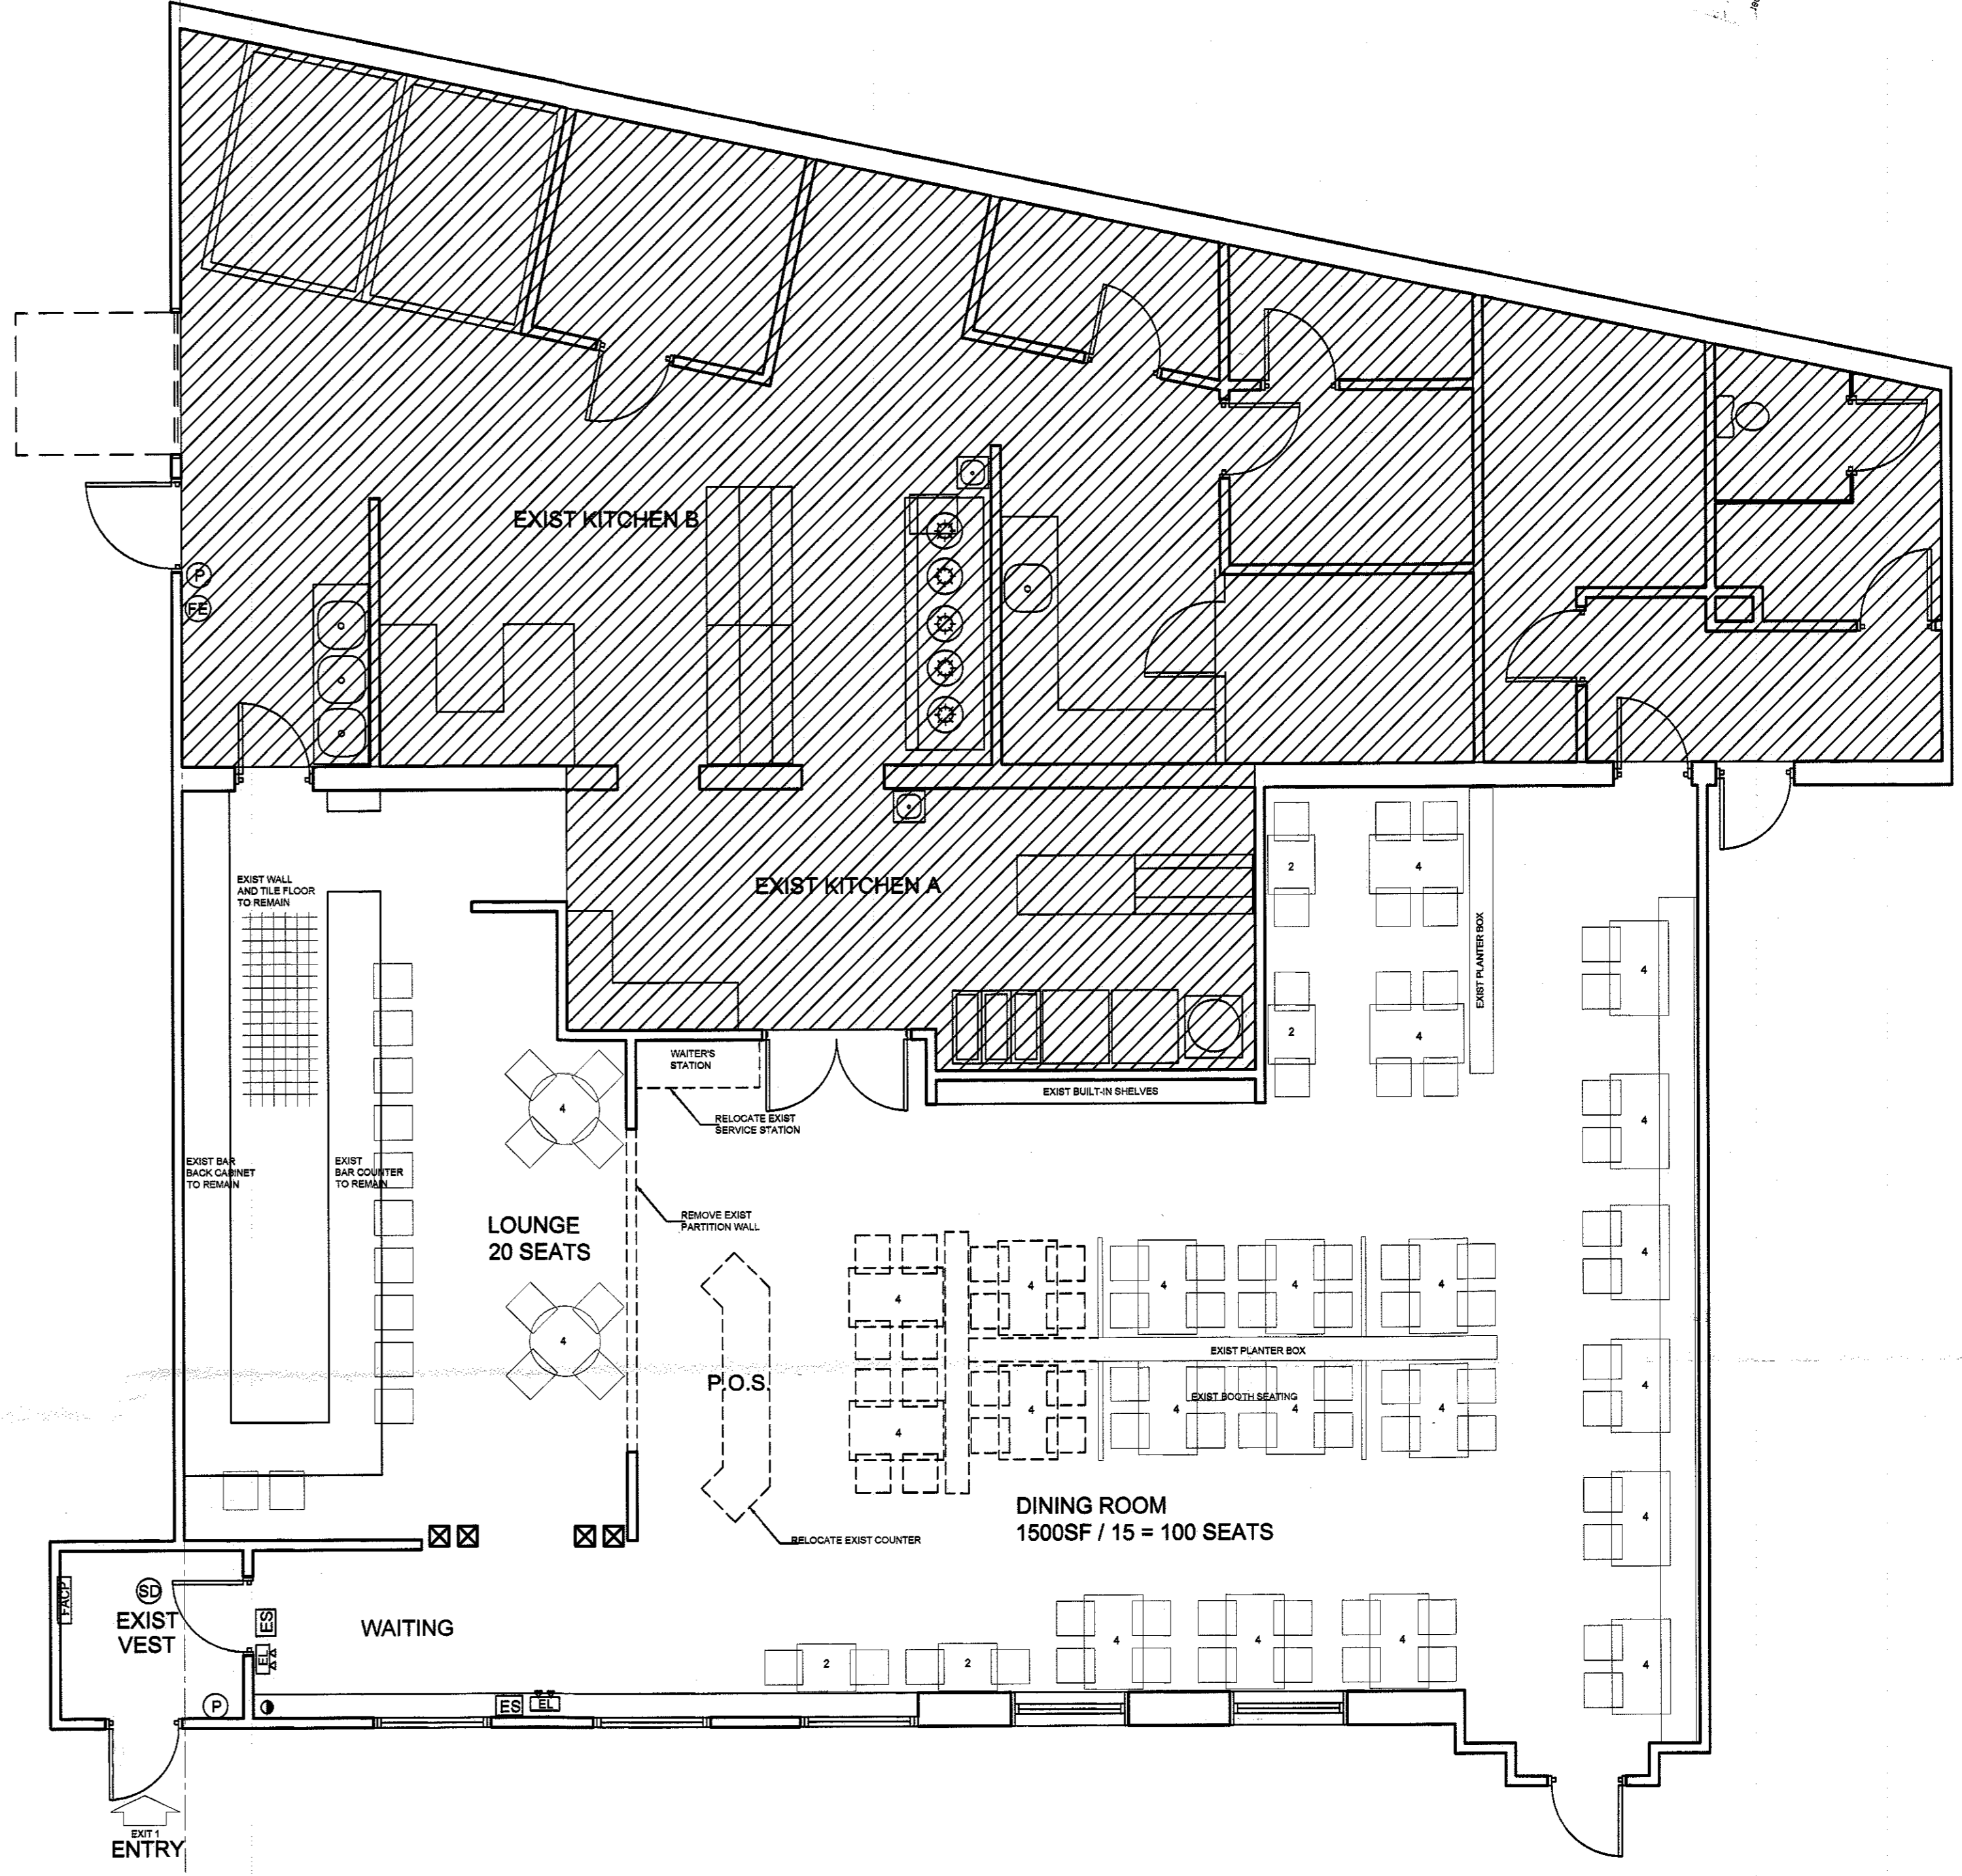 EXIST KITCHEN B
P
FE
EXIST KITCHEN A
EXIST WALL
AND TILE FLOOR
TO REMAIN
2
4
EXIST PLANTER BOX
4
2
4
WAITER'S
STATION
EXIST BUILT-IN SHELVES
RELOCATE EXIST
SERVICE STATION
4
4
EXIST BAR
BACK CABINET
TO REMAIN
EXIST
BAR COUNTER
TO REMAIN
LOUNGE
20 SEATS
REMOVE EXIST
PARTITION WALL
4
4
4
4
4
4
4
4
EXIST PLANTER BOX
P.O.S.
EXIST BOOTH SEATING
4
4
4
4
4
4
4
DINING ROOM
1500SF / 15 = 100 SEATS
RELOCATE EXIST COUNTER
4
FACP
SD
EXIST
VEST
ES
EL
WAITING
2
2
4
4
4
4
P
ES
EL
EXIT 1
ENTRY